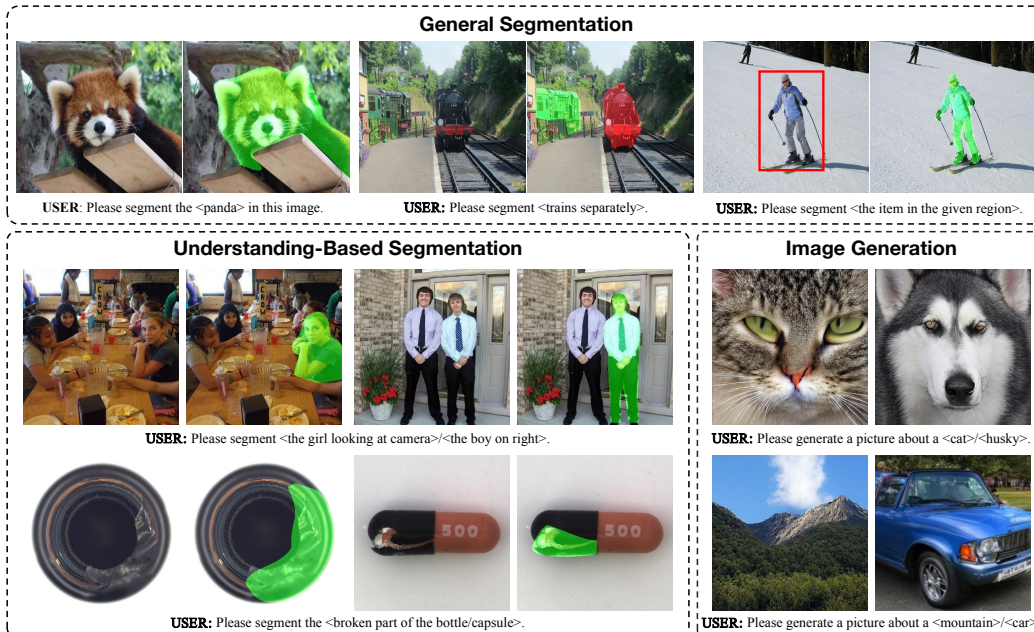 General Segmentation
USER: Please segment the <panda> in this image.
USER: Please segment <trains separately>.
USER: Please segment <the item in the given region>.
Understanding-Based Segmentation
Image Generation
USER: Please segment <the girl looking at camera>/<the boy on right>.
USER: Please generate a picture about a <cat>/<husky>.
500
500
USER: Please segment the <broken part of the bottle/capsule>.
USER: Please generate a picture about a <mountain>/<car>